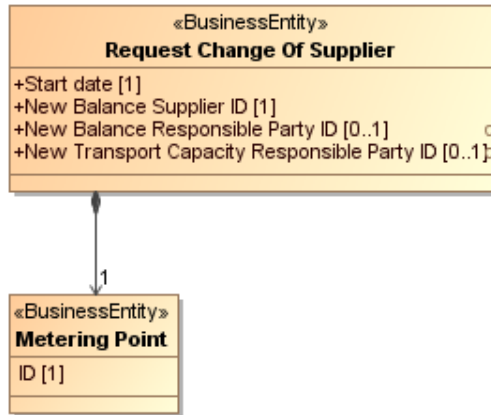 «BusinessEntity»
Request Change Of Supplier
+Start date [1]
+New Balance Supplier ID [1]
+New Balance Responsible Party ID [0..1]
+New Transport Capacity Responsible Party ID [0..1]
1
«BusinessEntity»
Metering Point
ID [1]